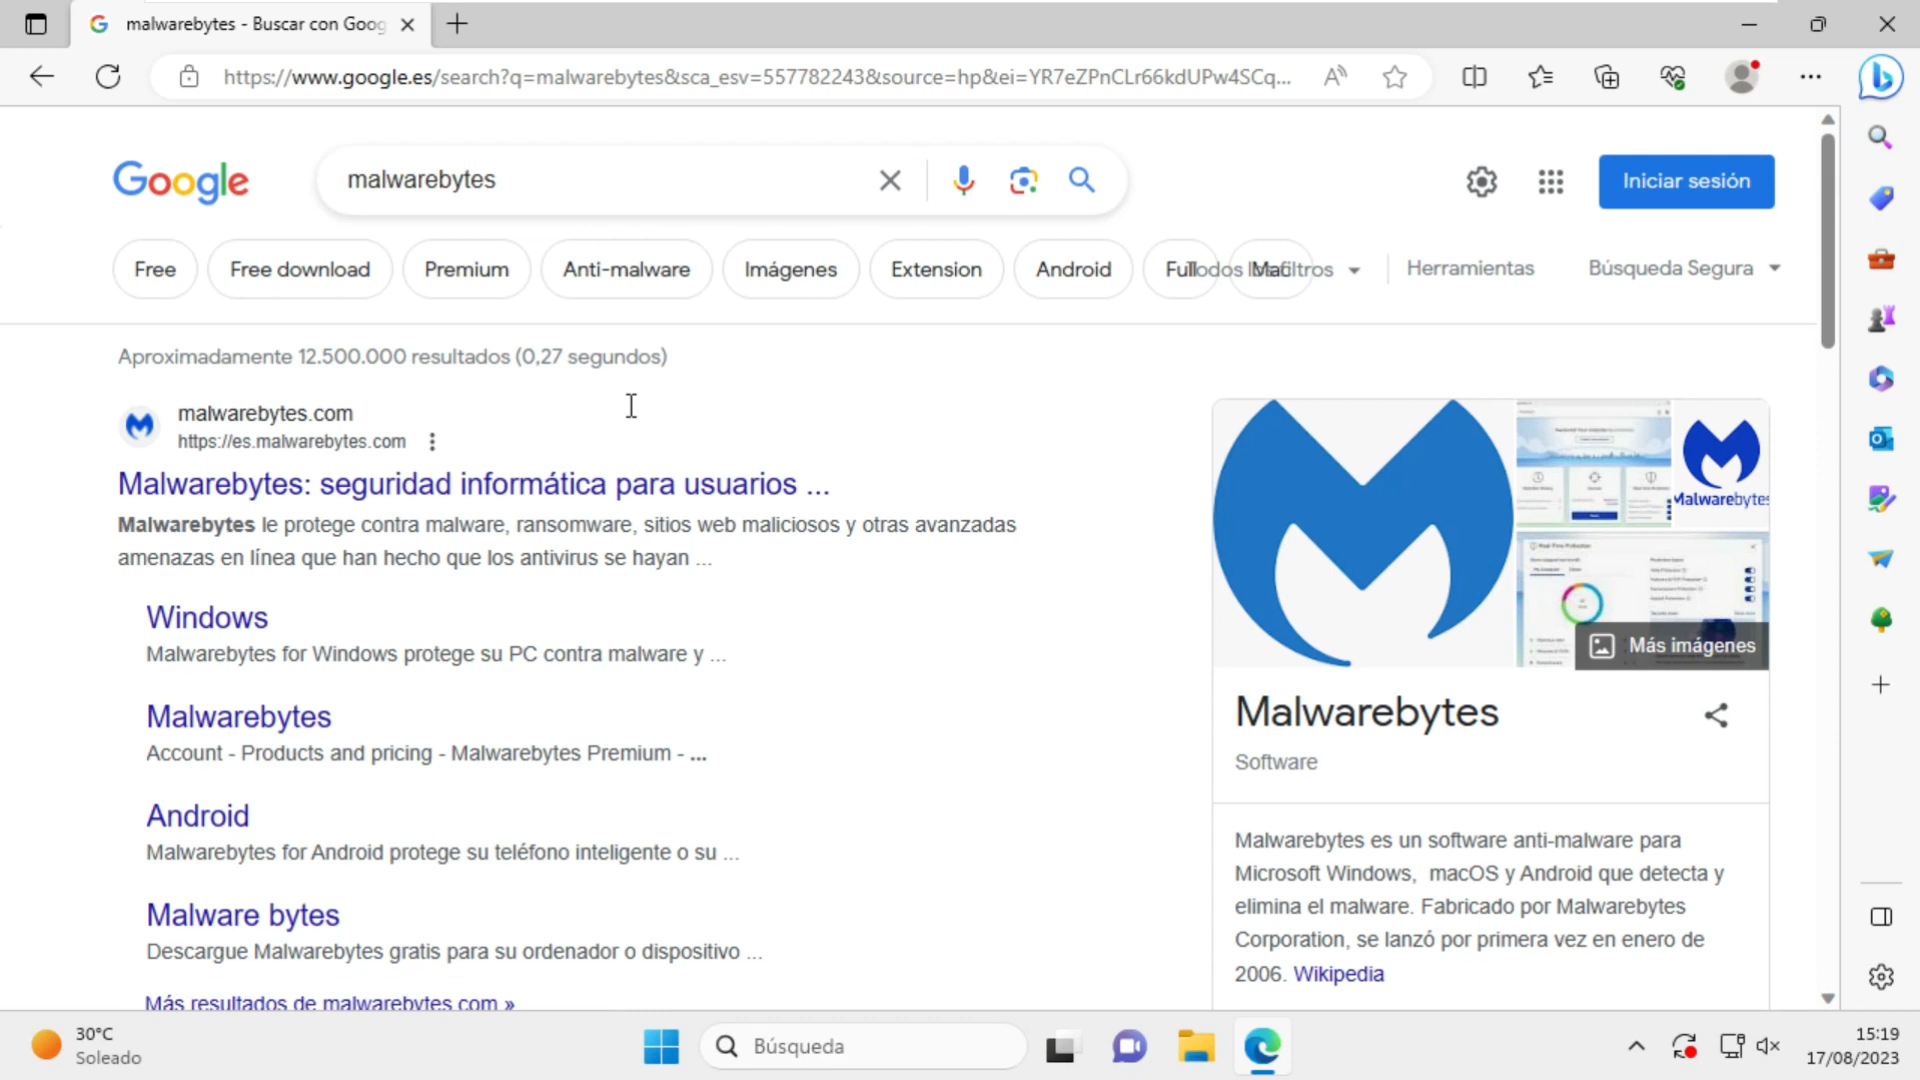 malwarebytes - Buscar con Goog
https://www.google.es/search?q=malwarebytes&sca_esv=557782243&source=hp&ei=YR7eZPnCLr66kdUPw4SCq...
Google
malwarebytes
Iniciar sesión
Free
Free download
Premium
Anti-malware
Imágenes
Extension
Android
Full
Mac
Todos los filtros
Herramientas
Búsqueda Segura
Aproximadamente 12.500.000 resultados (0,27 segundos)
malwarebytes.com
https://es.malwarebytes.com
Malwarebytes: seguridad informática para usuarios ...
Malwarebytes le protege contra malware, ransomware, sitios web maliciosos y otras avanzadas
amenazas en línea que han hecho que los antivirus se hayan ...
Windows
Malwarebytes for Windows protege su PC contra malware y ...
Malwarebytes
Account - Products and pricing - Malwarebytes Premium - ...
Android
Malwarebytes for Android protege su teléfono inteligente o su ...
Malware bytes
Descargue Malwarebytes gratis para su ordenador o dispositivo ...
Más resultados de malwarebytes.com »
Malwarebytes
Más imágenes
Malwarebytes
Software
Malwarebytes es un software anti-malware para
Microsoft Windows, macOS y Android que detecta y
elimina el malware. Fabricado por Malwarebytes
Corporation, se lanzó por primera vez en enero de
2006. Wikipedia
30°C
Soleado
Búsqueda
15:19
17/08/2023